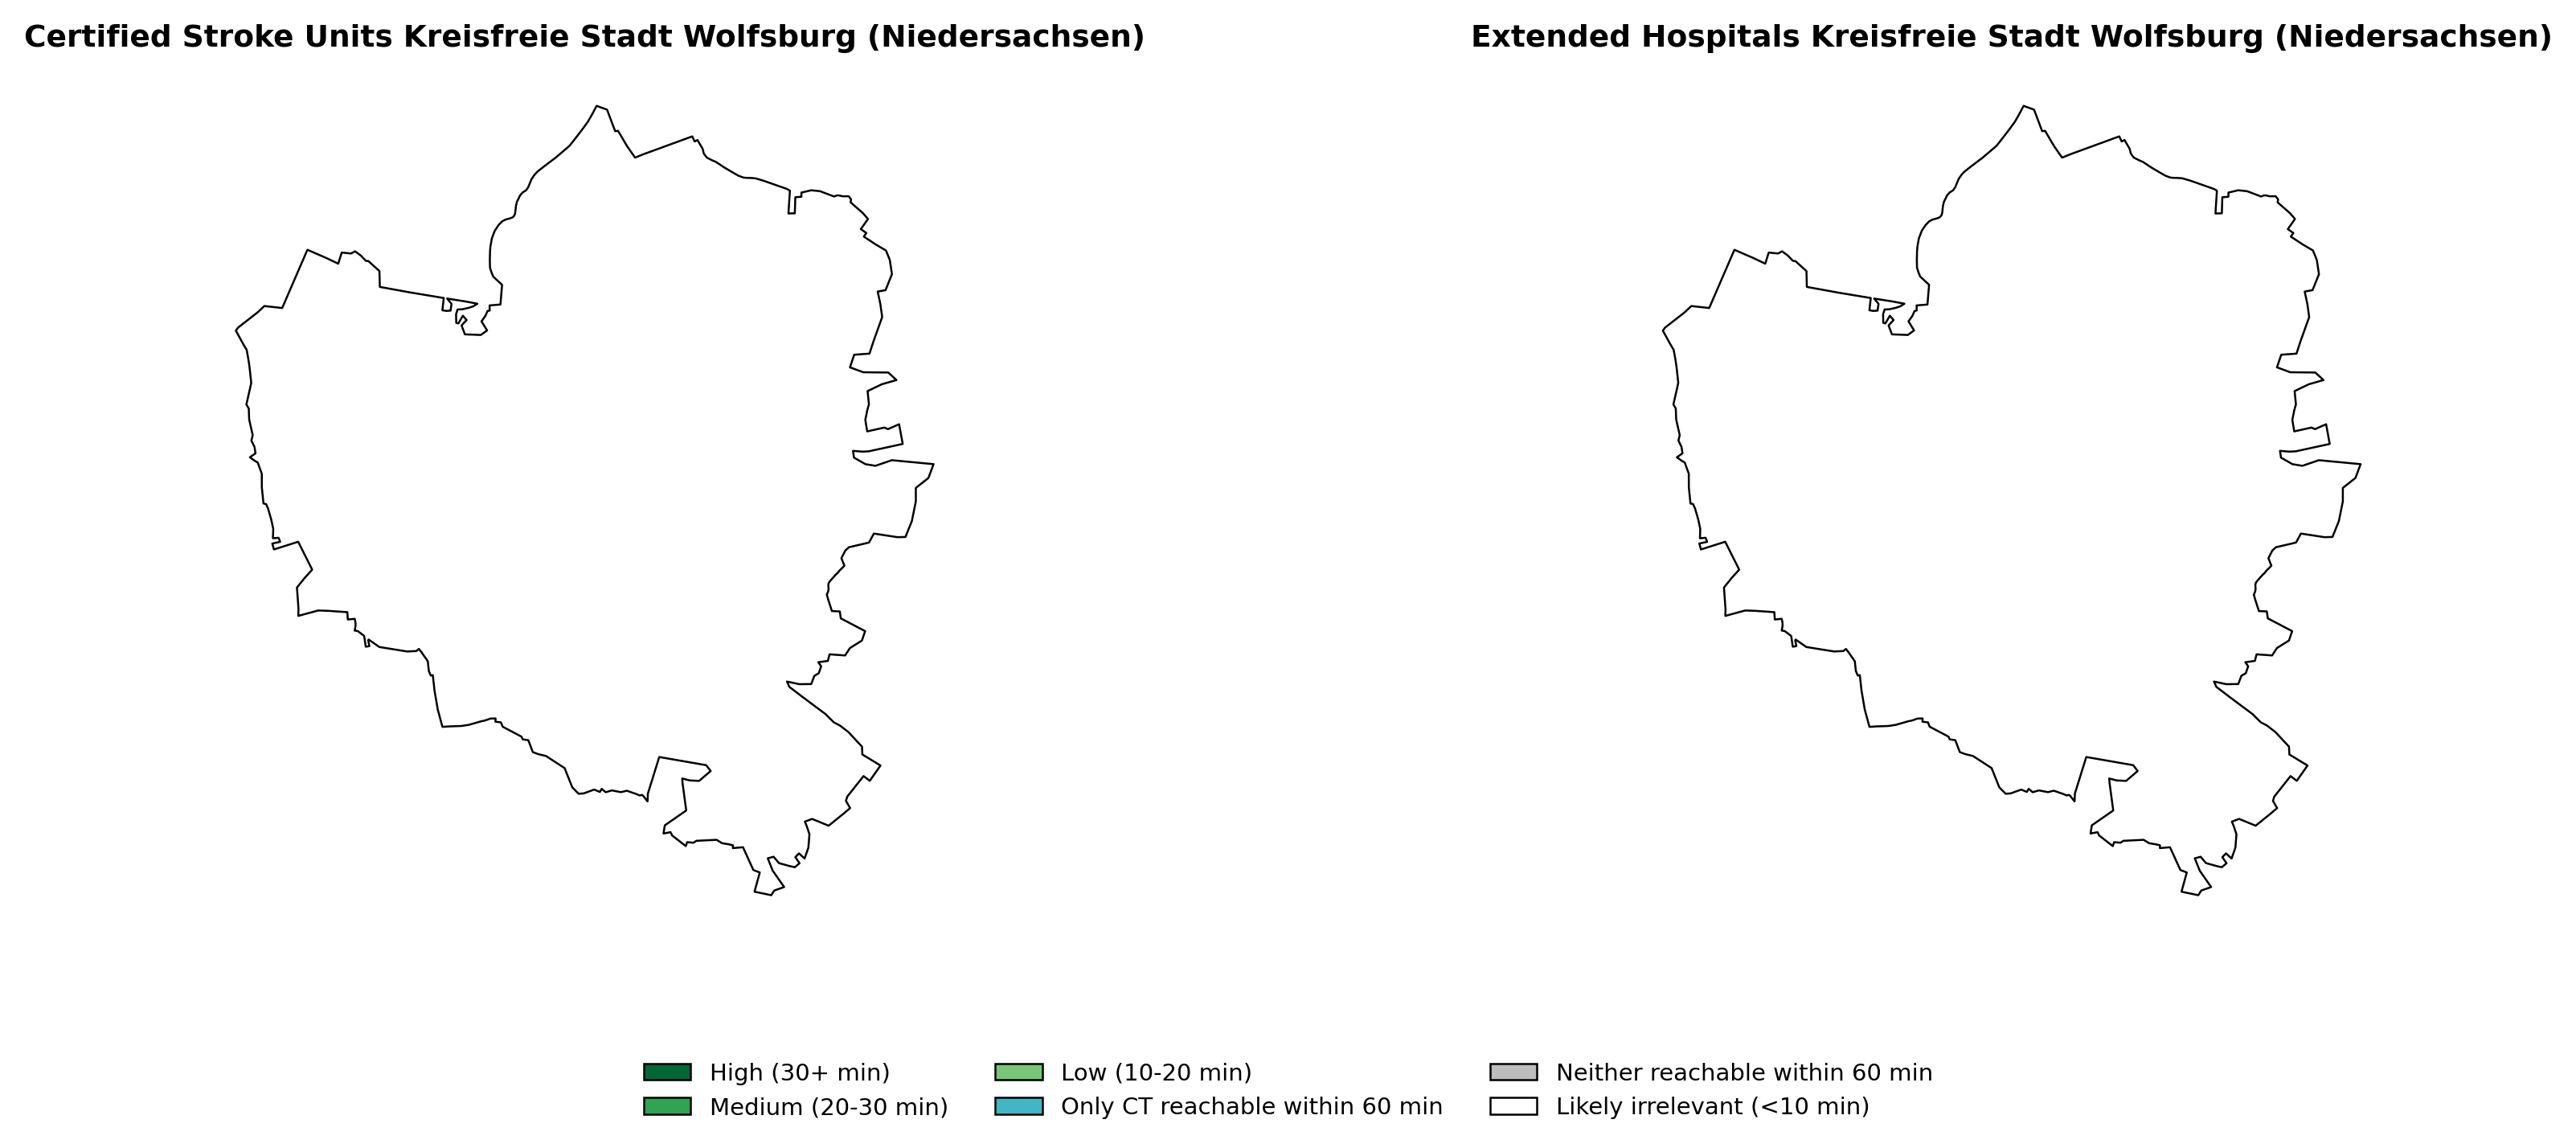 Certified Stroke Units Kreisfreie Stadt Wolfsburg (Niedersachsen)
Extended Hospitals Kreisfreie Stadt Wolfsburg (Niedersachsen)
High (30+ min)
Medium (20-30 min)
Low (10-20 min)
Only CT reachable within 60 min
Neither reachable within 60 min
Likely irrelevant (<10 min)